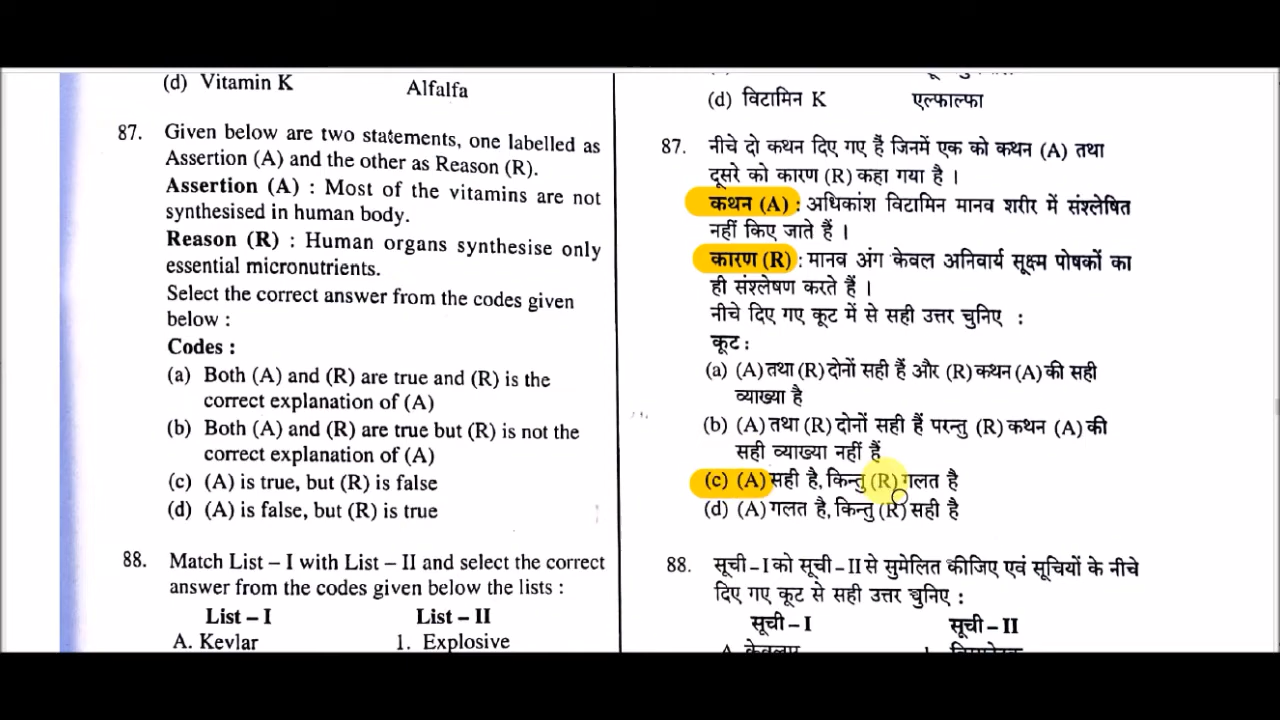 (d) Vitamin K Alfalfa
87. Given below are two statements, one labelled as
Assertion (A) and the other as Reason (R).
Assertion (A) : Most of the vitamins are not
synthesised in human body.
Reason (R) : Human organs synthesise only
essential micronutrients.
Select the correct answer from the codes given
below :
Codes :
(a) Both (A) and (R) are true and (R) is the
correct explanation of (A)
(b) Both (A) and (R) are true but (R) is not the
correct explanation of (A)
(c) (A) is true, but (R) is false
(d) (A) is false, but (R) is true
88. Match List – I with List – II and select the correct
answer from the codes given below the lists :
List – I List – II
A. Kevlar 1. Explosive
(d) विटामिन K एल्फाल्फा
87. नीचे दो कथन दिए गए हैं जिनमें एक को कथन (A) तथा
दूसरे को कारण (R) कहा गया है ।
कथन (A) : अधिकांश विटामिन मानव शरीर में संश्लेषित
नहीं किए जाते हैं ।
कारण (R) : मानव अंग केवल अनिवार्य सूक्ष्म पोषकों का
ही संश्लेषण करते हैं ।
नीचे दिए गए कूट में से सही उत्तर चुनिए :
कूट :
(a) (A) तथा (R) दोनों सही हैं और (R) कथन (A) की सही
व्याख्या है
(b) (A) तथा (R) दोनों सही हैं परन्तु (R) कथन (A) की
सही व्याख्या नहीं हैं
(c) (A) सही है, किन्तु (R) गलत है
(d) (A) गलत है, किन्तु (R) सही है
88. सूची – I को सूची – II से सुमेलित कीजिए एवं सूचियों के नीचे
दिए गए कूट से सही उत्तर चुनिए :
सूची – I सूची – II